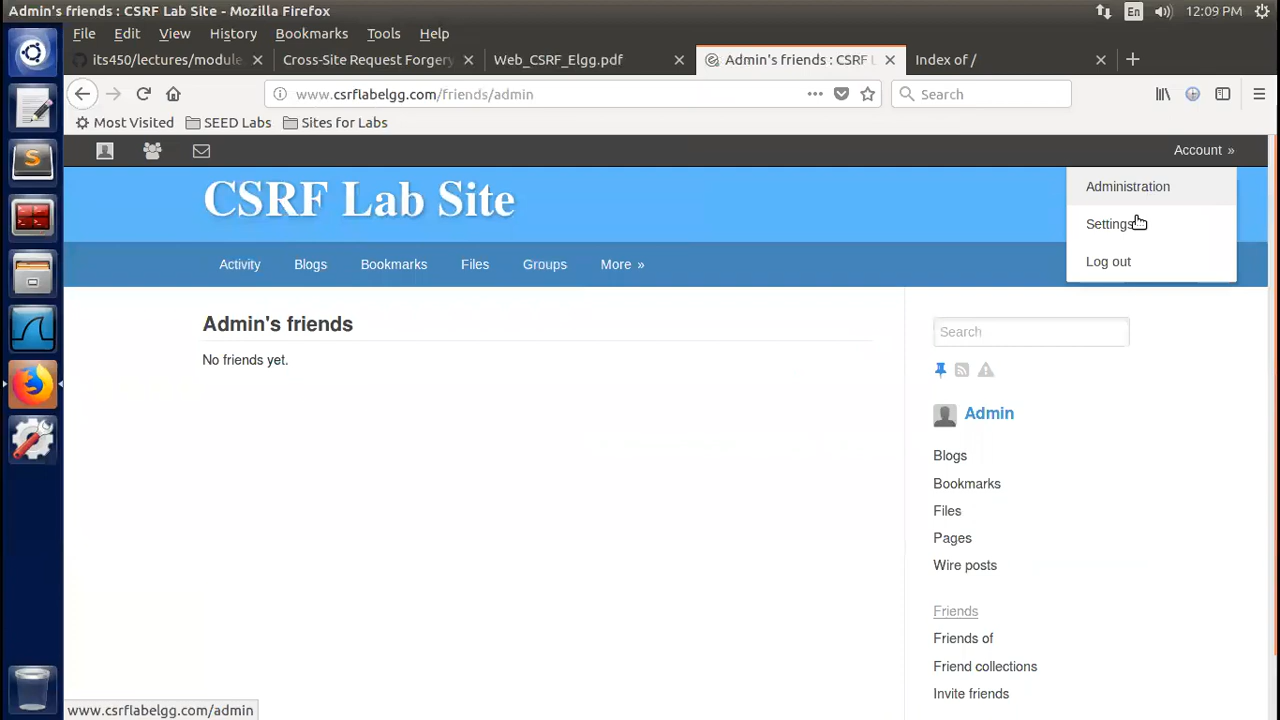 Admin's friends : CSRF Lab Site - Mozilla Firefox
En
12:09 PM
File Edit View History Bookmarks Tools Help
its450/lectures/module
Cross-Site Request Forgery
Web_CSRF_Elgg.pdf
Admin's friends : CSRF L
Index of /
www.csrflabelgg.com/friends/admin
Search
Most Visited SEED Labs Sites for Labs
Account »
Administration
Settings
Log out
CSRF Lab Site
Activity Blogs Bookmarks Files Groups More »
Admin's friends
No friends yet.
Search
Admin
Blogs
Bookmarks
Files
Pages
Wire posts
Friends
Friends of
Friend collections
Invite friends
www.csrflabelgg.com/admin